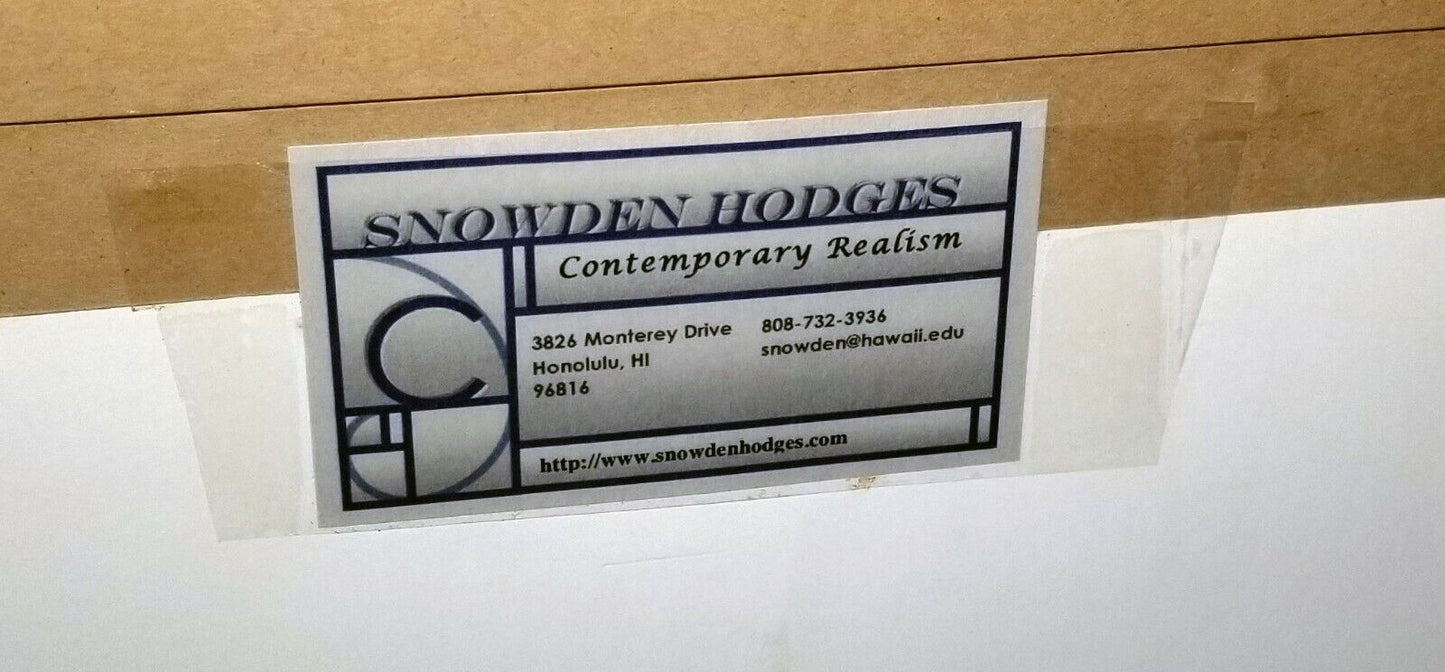 SNOWDEN HODGES
Contemporary Realism
C
3826 Monterey Drive
Honolulu, HI
96816
808-732-3936
snowden@hawaii.edu
http://www.snowdenhodges.com